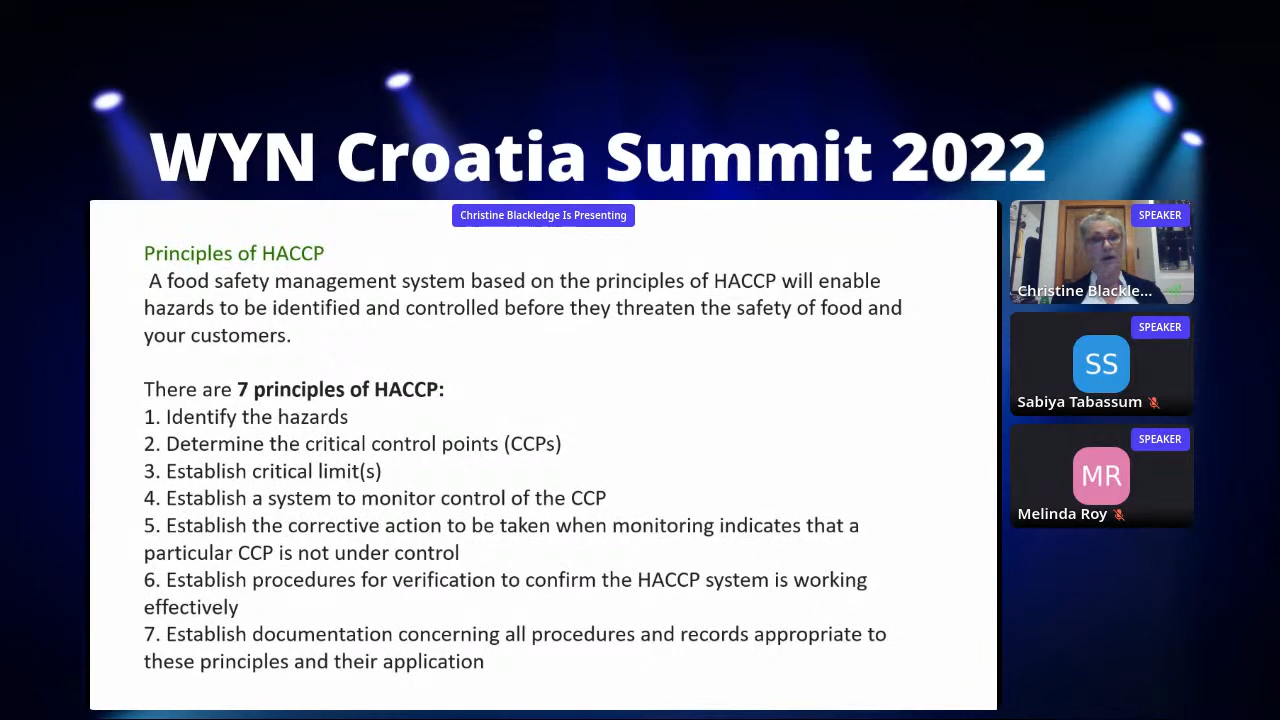 WYN Croatia Summit 2022
Christine Blackledge Is Presenting
Principles of HACCP
A food safety management system based on the principles of HACCP will enable
hazards to be identified and controlled before they threaten the safety of food and
your customers.
There are 7 principles of HACCP:
1. Identify the hazards
2. Determine the critical control points (CCPs)
3. Establish critical limit(s)
4. Establish a system to monitor control of the CCP
5. Establish the corrective action to be taken when monitoring indicates that a
particular CCP is not under control
6. Establish procedures for verification to confirm the HACCP system is working
effectively
7. Establish documentation concerning all procedures and records appropriate to
these principles and their application
SPEAKER
Christine Blackle...
SPEAKER
SS
Sabiya Tabassum
SPEAKER
MR
Melinda Roy